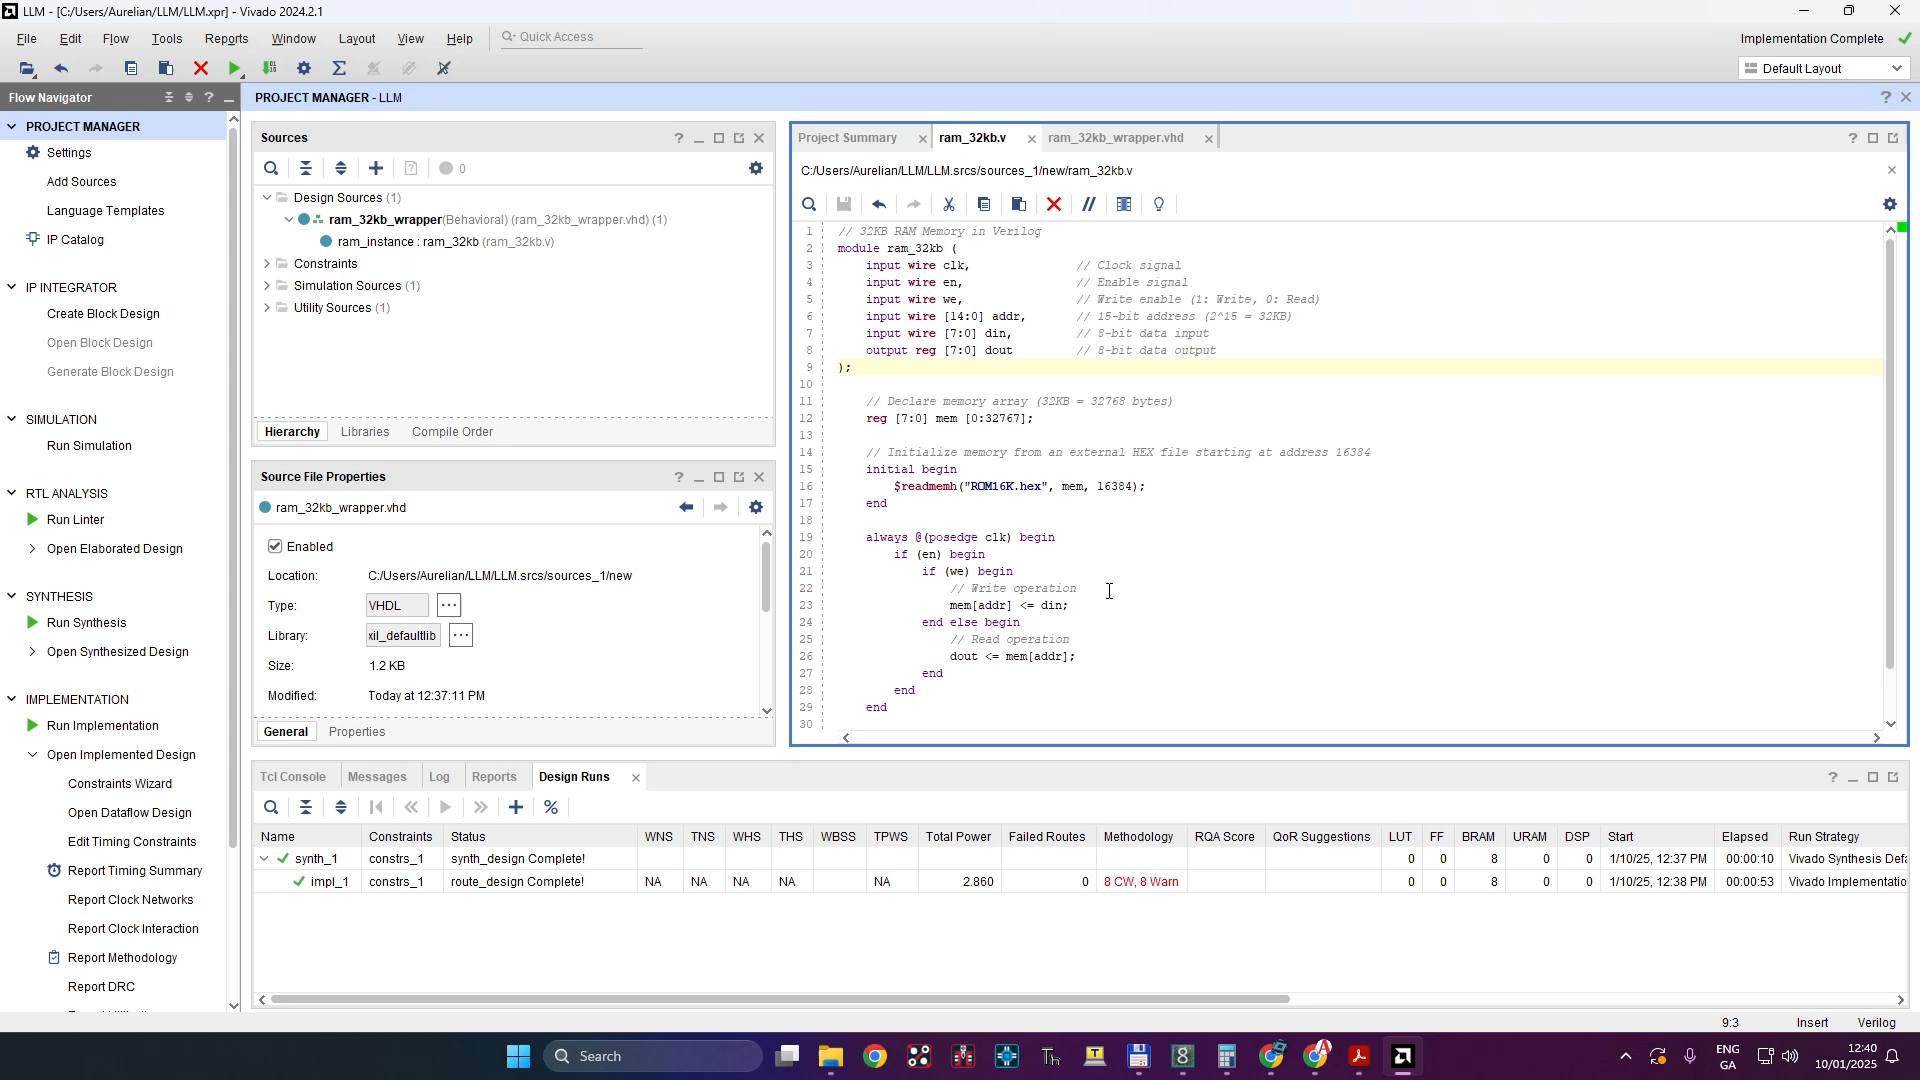 LLM - [C:/Users/Aurelian/LLM/LLM.xpr] - Vivado 2024.2.1
File Edit Flow Tools Reports Window Layout View Help Quick Access Implementation Complete
Default Layout
Flow Navigator
PROJECT MANAGER
Settings
Add Sources
Language Templates
IP Catalog
IP INTEGRATOR
Create Block Design
Open Block Design
Generate Block Design
SIMULATION
Run Simulation
RTL ANALYSIS
Run Linter
Open Elaborated Design
SYNTHESIS
Run Synthesis
Open Synthesized Design
IMPLEMENTATION
Run Implementation
Open Implemented Design
Constraints Wizard
Open Dataflow Design
Edit Timing Constraints
Report Timing Summary
Report Clock Networks
Report Clock Interaction
Report Methodology
Report DRC
PROJECT MANAGER - LLM
Sources
0
Design Sources (1)
ram_32kb_wrapper(Behavioral) (ram_32kb_wrapper.vhd) (1)
ram_instance : ram_32kb (ram_32kb.v)
Constraints
Simulation Sources (1)
Utility Sources (1)
Hierarchy Libraries Compile Order
Source File Properties
ram_32kb_wrapper.vhd
Enabled
Location: C:/Users/Aurelian/LLM/LLM.srcs/sources_1/new
Type: VHDL
Library: xil_defaultlib
Size: 1.2 KB
Modified: Today at 12:37:11 PM
General Properties
Project Summary ram_32kb.v ram_32kb_wrapper.vhd
C:/Users/Aurelian/LLM/LLM.srcs/sources_1/new/ram_32kb.v
1 // 32KB RAM Memory in Verilog
2 module ram_32kb (
3 input wire clk, // Clock signal
4 input wire en, // Enable signal
5 input wire we, // Write enable (1: Write, 0: Read)
6 input wire [14:0] addr, // 15-bit address (2^15 = 32KB)
7 input wire [7:0] din, // 8-bit data input
8 output reg [7:0] dout // 8-bit data output
9 );
10
11 // Declare memory array (32KB = 32768 bytes)
12 reg [7:0] mem [0:32767];
13
14 // Initialize memory from an external HEX file starting at address 16384
15 initial begin
16 $readmemh("ROM16K.hex", mem, 16384);
17 end
18
19 always @(posedge clk) begin
20 if (en) begin
21 if (we) begin
22 // Write operation
23 mem[addr] <= din;
24 end else begin
25 // Read operation
26 dout <= mem[addr];
27 end
28 end
29 end
30
Tcl Console Messages Log Reports Design Runs
Name Constraints Status WNS TNS WHS THS WBSS TPWS Total Power Failed Routes Methodology RQA Score QoR Suggestions LUT FF BRAM URAM DSP Start Elapsed Run Strategy
synth_1 constrs_1 synth_design Complete! 0 0 8 0 0 1/10/25, 12:37 PM 00:00:10 Vivado Synthesis Defa
impl_1 constrs_1 route_design Complete! NA NA NA NA NA 2.860 0 8 CW, 8 Warn 0 0 8 0 0 1/10/25, 12:38 PM 00:00:53 Vivado Implementatio
9:3 Insert Verilog
Search
ENG
GA
12:40
10/01/2025